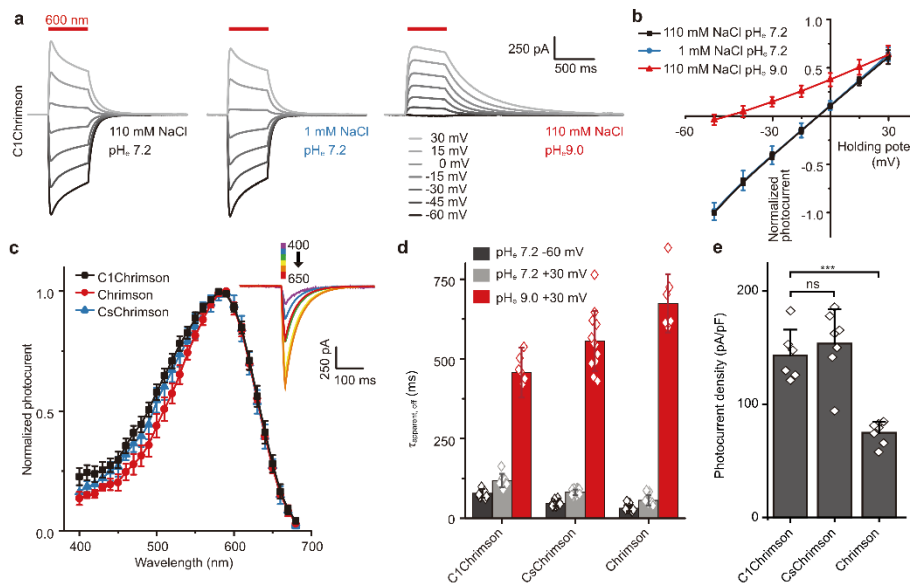 a
600 nm
C1Chrimson
110 mM NaCl
pHe 7.2
1 mM NaCl
pHe 7.2
250 pA
500 ms
30 mV
15 mV
0 mV
-15 mV
-30 mV
-45 mV
-60 mV
110 mM NaCl
pHe9.0
b
110 mM NaCl pHe 7.2
1 mM NaCl pHe 7.2
110 mM NaCl pHe 9.0
1.0
0.5
-0.5
-1.0
-60
-30
0
30
Holding pote
(mV)
Normalized
photocurrent
c
C1Chrimson
Chrimson
CsChrimson
400
650
250 pA
100 ms
Normalized photocurent
1.0
0.5
0.0
400
500
600
700
Wavelength (nm)
d
pHe 7.2 -60 mV
pHe 7.2 +30 mV
pHe 9.0 +30 mV
τapparent, off
(ms)
750
500
250
0
C1Chrimson
CsChrimson
Chrimson
e
***
ns
Photocurrent density (pA/pF)
200
100
0
C1Chrimson
CsChrimson
Chrimson